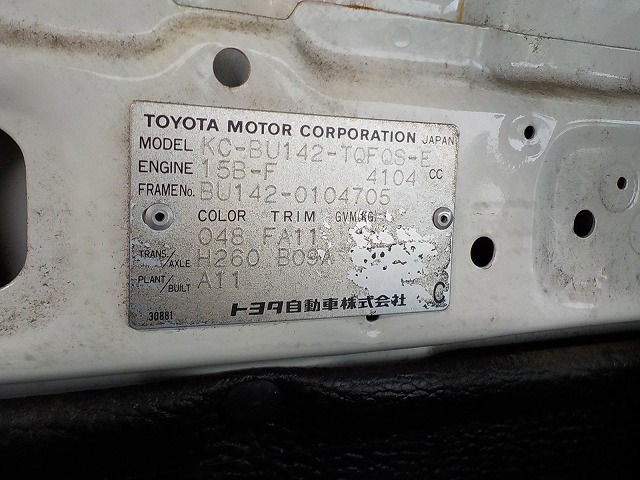 TOYOTA MOTOR CORPORATION JAPAN
MODEL KC-BU142-TQFQS-E
ENGINE 15B-F 4104 CC
FRAME No. BU142-0104705
COLOR TRIM GVM(KG)
048 FA11
TRANS./AXLE H260 B09A
PLANT/BUILT A11
トヨタ自動車株式会社 C
30881